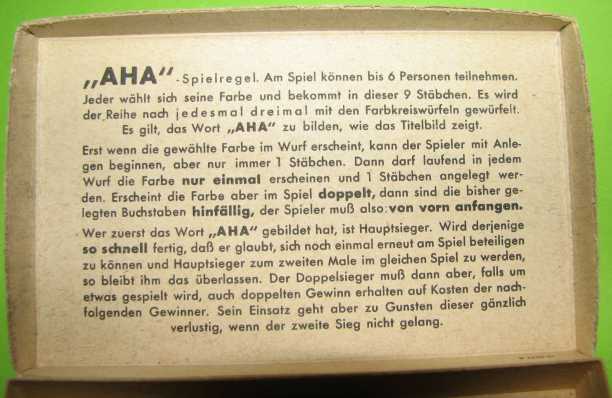 „AHA“ -Spielregel. Am Spiel können bis 6 Personen teilnehmen.
Jeder wählt sich seine Farbe und bekommt in dieser 9 Stäbchen. Es wird
der Reihe nach jedesmal dreimal mit den Farbkreiswürfeln gewürfelt.
Es gilt, das Wort „AHA“ zu bilden, wie das Titelbild zeigt.
Erst wenn die gewählte Farbe im Wurf erscheint, kann der Spieler mit Anle-
gen beginnen, aber nur immer 1 Stäbchen. Dann darf laufend in jedem
Wurf die Farbe nur einmal erscheinen und 1 Stäbchen angelegt wer-
den. Erscheint die Farbe aber im Spiel doppelt, dann sind die bisher ge-
legten Buchstaben hinfällig, der Spieler muß also: von vorn anfangen.
Wer zuerst das Wort „AHA“ gebildet hat, ist Hauptsieger. Wird derjenige
so schnell fertig, daß er glaubt, sich noch einmal erneut am Spiel beteiligen
zu können und Hauptsieger zum zweiten Male im gleichen Spiel zu werden,
so bleibt ihm das überlassen. Der Doppelsieger muß dann aber, falls um
etwas gespielt wird, auch doppelten Gewinn erhalten auf Kosten der nach-
folgenden Gewinner. Sein Einsatz geht aber zu Gunsten dieser gänzlich
verlustig, wenn der zweite Sieg nicht gelang.